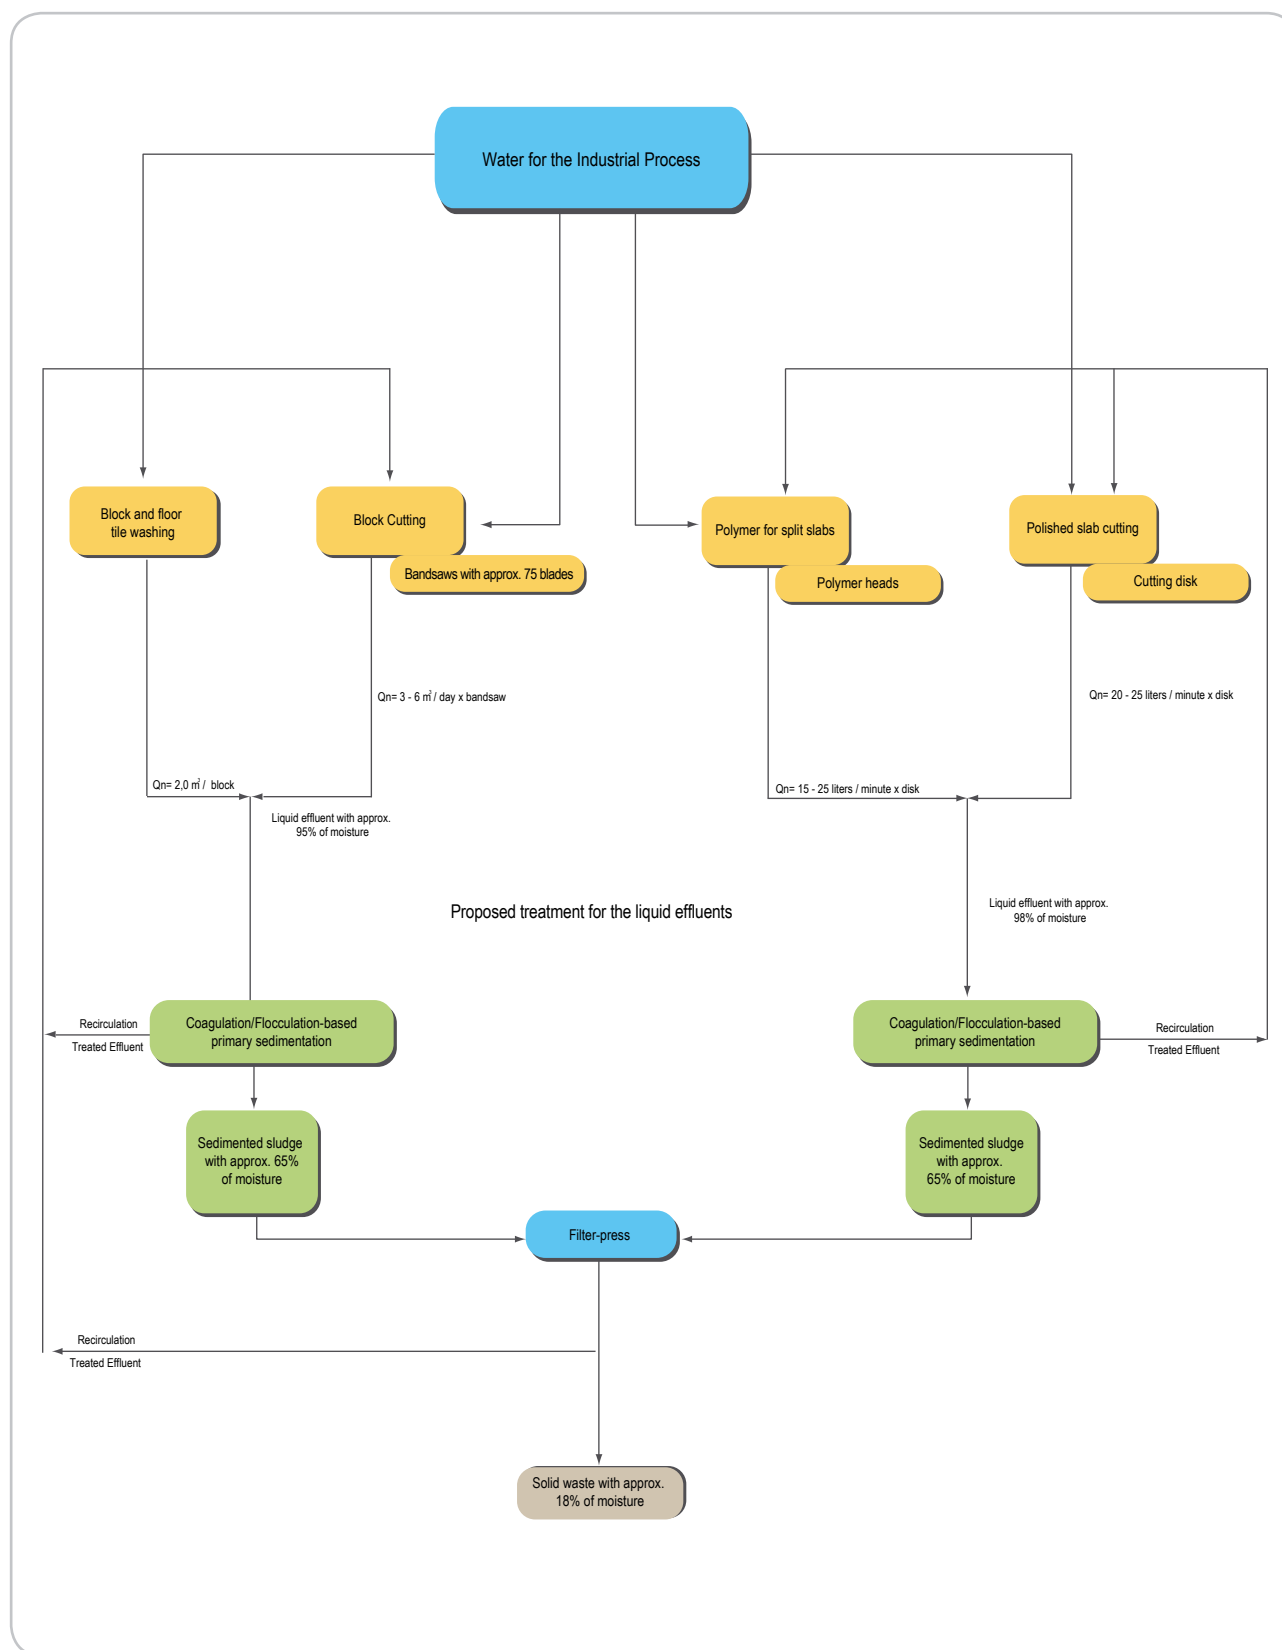 Water for the Industrial Process
Block and floor
tile washing
Block Cutting
Bandsaws with approx. 75 blades
Polymer for split slabs
Polymer heads
Polished slab cutting
Cutting disk
Qn= 3 - 6 m² / day x bandsaw
Qn= 20 - 25 liters / minute x disk
Qn= 2,0 m² / block
Qn= 15 - 25 liters / minute x disk
Liquid effluent with approx.
95% of moisture
Proposed treatment for the liquid effluents
Liquid effluent with approx.
98% of moisture
Recirculation
Treated Effluent
Coagulation/Flocculation-based
primary sedimentation
Coagulation/Flocculation-based
primary sedimentation
Recirculation
Treated Effluent
Sedimented sludge
with approx. 65%
of moisture
Sedimented sludge
with approx.
65% of moisture
Filter-press
Recirculation
Treated Effluent
Solid waste with approx.
18% of moisture